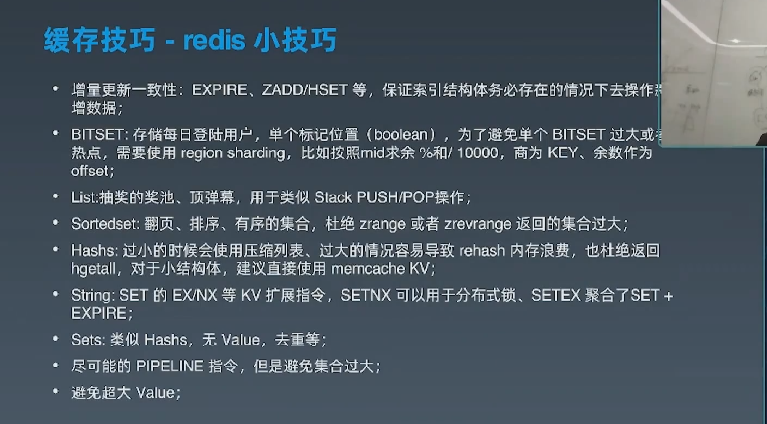 缓存技巧 - redis 小技巧
• 增量更新一致性：EXPIRE、ZADD/HSET 等，保证索引结构体务必存在的情况下去操作新
增数据；
• BITSET: 存储每日登陆用户，单个标记位置（boolean），为了避免单个 BITSET 过大或者
热点，需要使用 region sharding，比如按照mid求余 %和/ 10000，商为 KEY、余数作为
offset；
• List:抽奖的奖池、顶弹幕，用于类似 Stack PUSH/POP操作；
• Sortedset: 翻页、排序、有序的集合，杜绝 zrange 或者 zrevrange 返回的集合过大；
• Hashs: 过小的时候会使用压缩列表、过大的情况容易导致 rehash 内存浪费，也杜绝返回
hgetall，对于小结构体，建议直接使用 memcache KV；
• String: SET 的 EX/NX 等 KV 扩展指令，SETNX 可以用于分布式锁、SETEX 聚合了SET +
EXPIRE；
• Sets: 类似 Hashs，无 Value，去重等；
• 尽可能的 PIPELINE 指令，但是避免集合过大；
• 避免超大 Value；